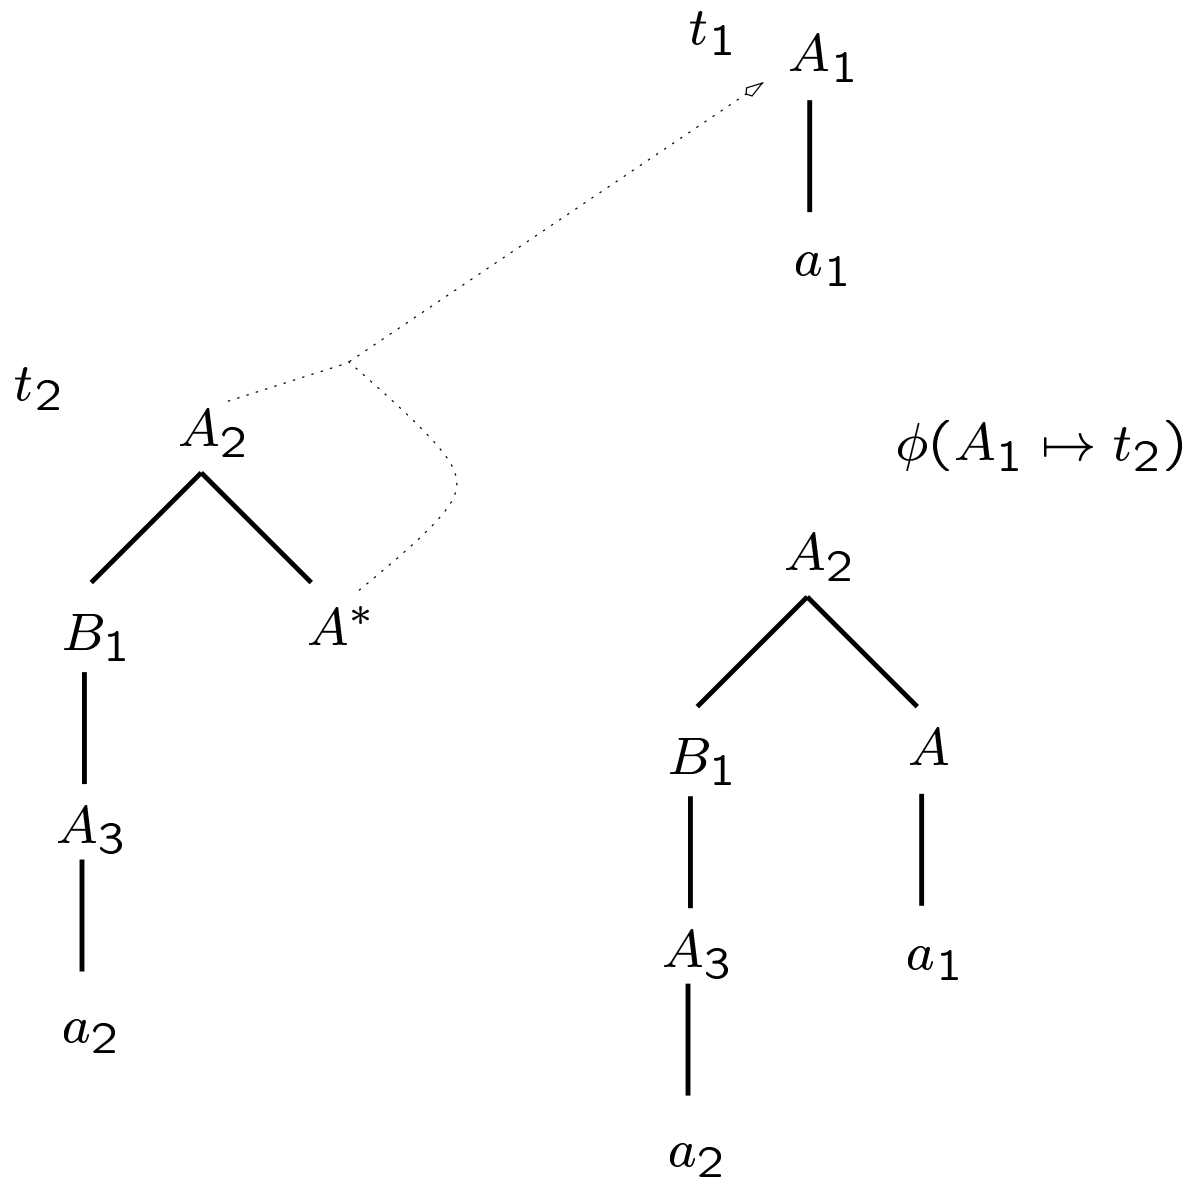 t₁
A₁
a₁
t₂
A₂
ϕ(A₁ ↦ t₂)
A₂
B₁ A*
B₁ A
A₃
A₃ a₁
a₂
a₂